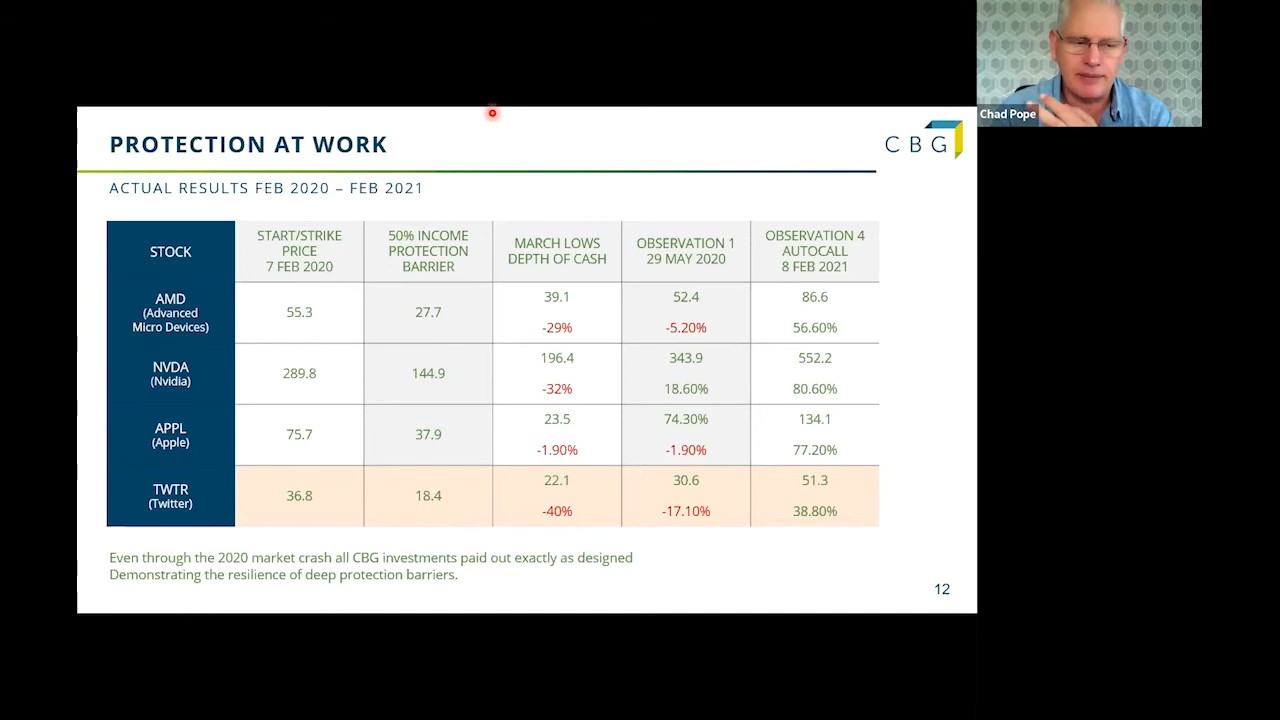 Chad Pope
PROTECTION AT WORK
CBG
ACTUAL RESULTS FEB 2020 – FEB 2021
STOCK
START/STRIKE
PRICE
7 FEB 2020
50% INCOME
PROTECTION
BARRIER
MARCH LOWS
DEPTH OF CASH
OBSERVATION 1
29 MAY 2020
OBSERVATION 4
AUTOCALL
8 FEB 2021
AMD
(Advanced
Micro Devices)
55.3
27.7
39.1
-29%
52.4
-5.20%
86.6
56.60%
NVDA
(Nvidia)
289.8
144.9
196.4
-32%
343.9
18.60%
552.2
80.60%
APPL
(Apple)
75.7
37.9
23.5
-1.90%
74.30%
-1.90%
134.1
77.20%
TWTR
(Twitter)
36.8
18.4
22.1
-40%
30.6
-17.10%
51.3
38.80%
Even through the 2020 market crash all CBG investments paid out exactly as designed
Demonstrating the resilience of deep protection barriers.
12